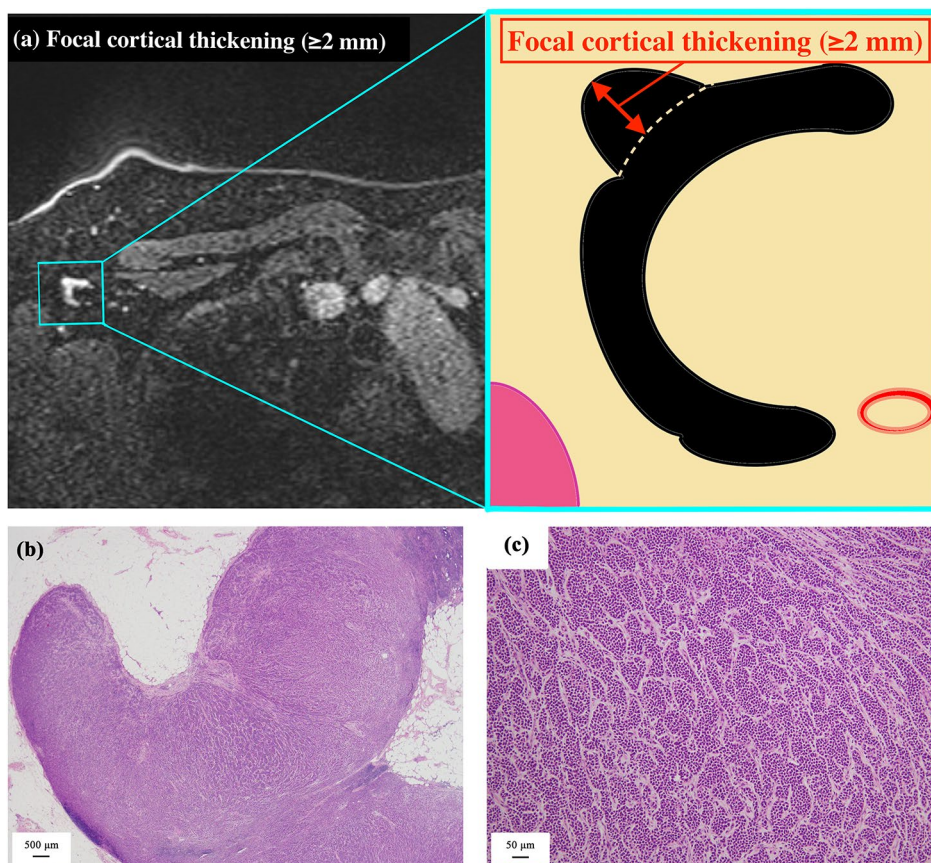 (a) Focal cortical thickening (≥2 mm)
Focal cortical thickening (≥2 mm)
(b)
500 μm
(c)
50 μm